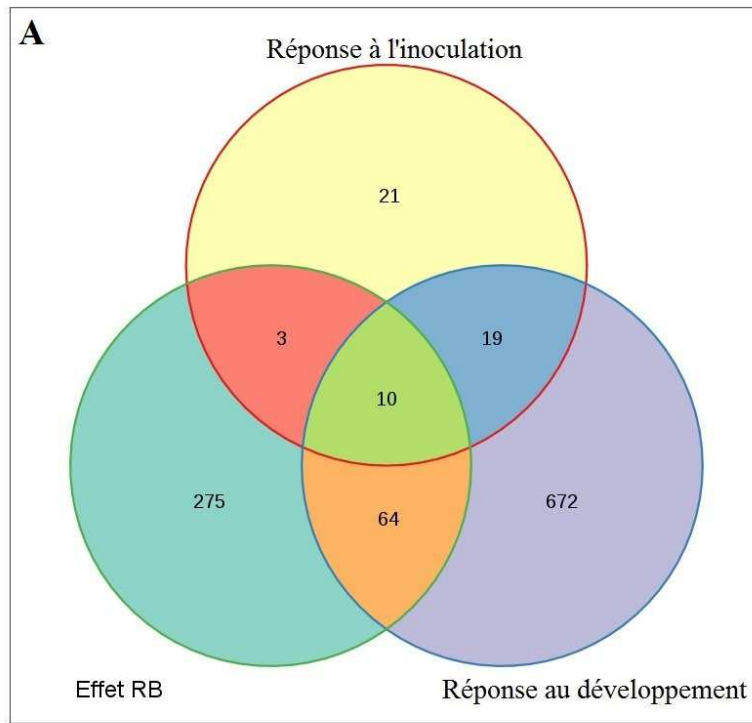 A
Réponse à l'inoculation
21
3
19
10
275
64
672
Effet RB
Réponse au développement